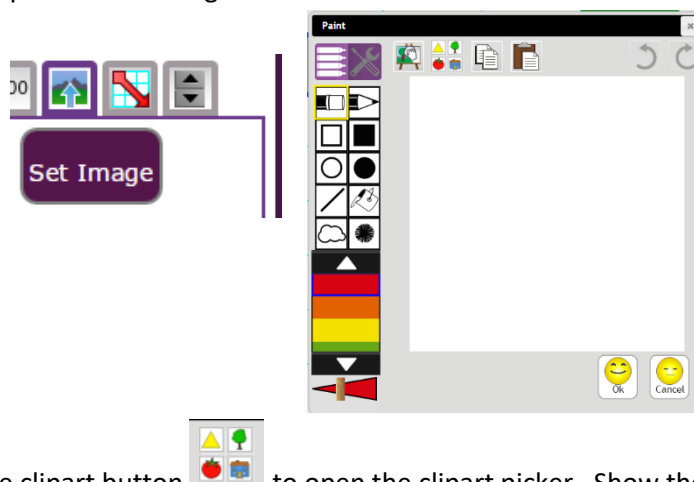 Paint
00
Set Image
Ok
Cancel
clipart button to open the clipart picker. Show the